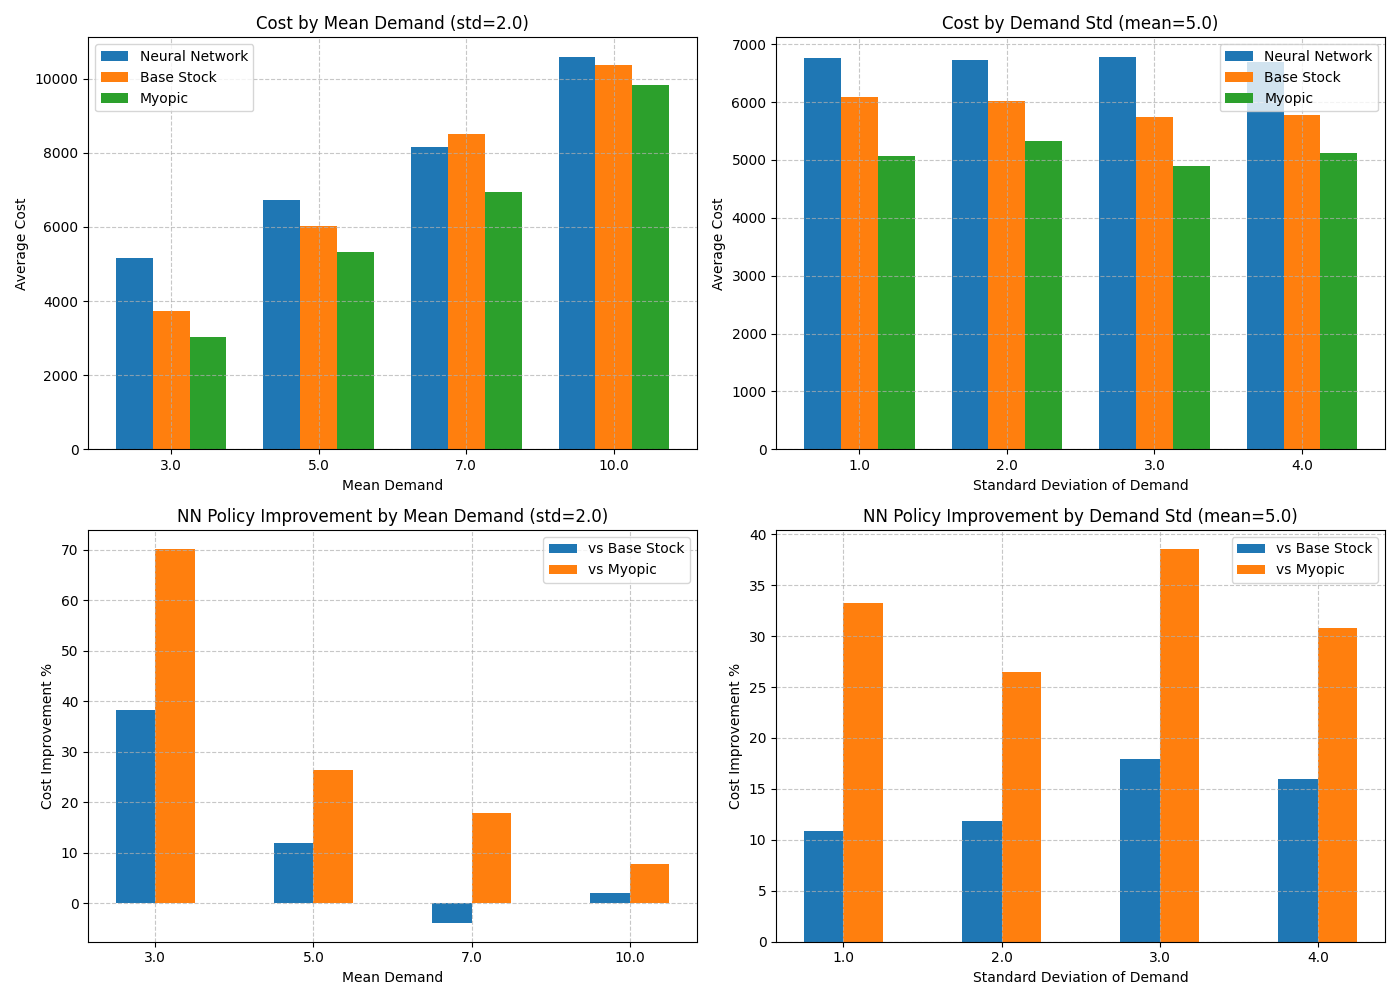 Cost by Mean Demand (std=2.0)
Neural Network
Base Stock
Myopic
Average Cost
10000
8000
6000
4000
2000
0
3.0 5.0 7.0 10.0
Mean Demand
Cost by Demand Std (mean=5.0)
Neural Network
Base Stock
Myopic
Average Cost
7000
6000
5000
4000
3000
2000
1000
0
1.0 2.0 3.0 4.0
Standard Deviation of Demand
NN Policy Improvement by Mean Demand (std=2.0)
vs Base Stock
vs Myopic
Cost Improvement %
70
60
50
40
30
20
10
0
3.0 5.0 7.0 10.0
Mean Demand
NN Policy Improvement by Demand Std (mean=5.0)
vs Base Stock
vs Myopic
Cost Improvement %
40
35
30
25
20
15
10
5
0
1.0 2.0 3.0 4.0
Standard Deviation of Demand